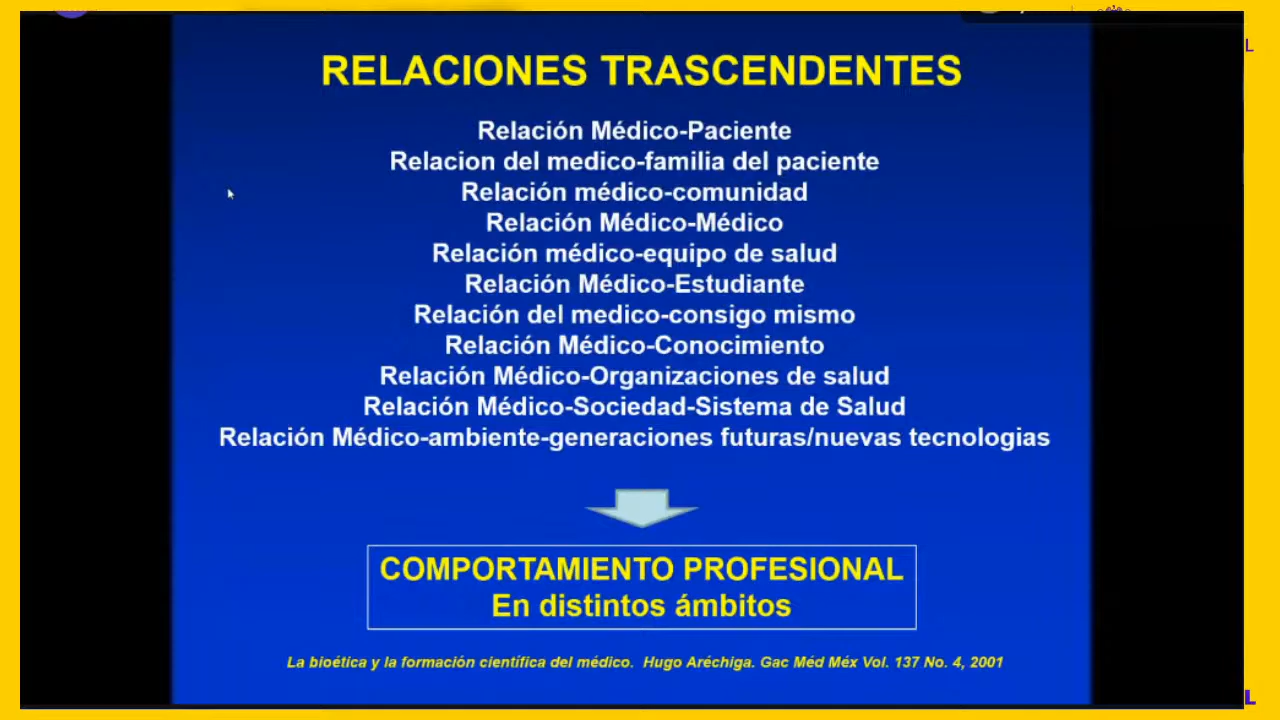 RELACIONES TRASCENDENTES
Relación Médico-Paciente
Relacion del medico-familia del paciente
Relación médico-comunidad
Relación Médico-Médico
Relación médico-equipo de salud
Relación Médico-Estudiante
Relación del medico-consigo mismo
Relación Médico-Conocimiento
Relación Médico-Organizaciones de salud
Relación Médico-Sociedad-Sistema de Salud
Relación Médico-ambiente-generaciones futuras/nuevas tecnologias
COMPORTAMIENTO PROFESIONAL
En distintos ámbitos
La bioética y la formación científica del médico. Hugo Aréchiga. Gac Méd Méx Vol. 137 No. 4, 2001
L
L